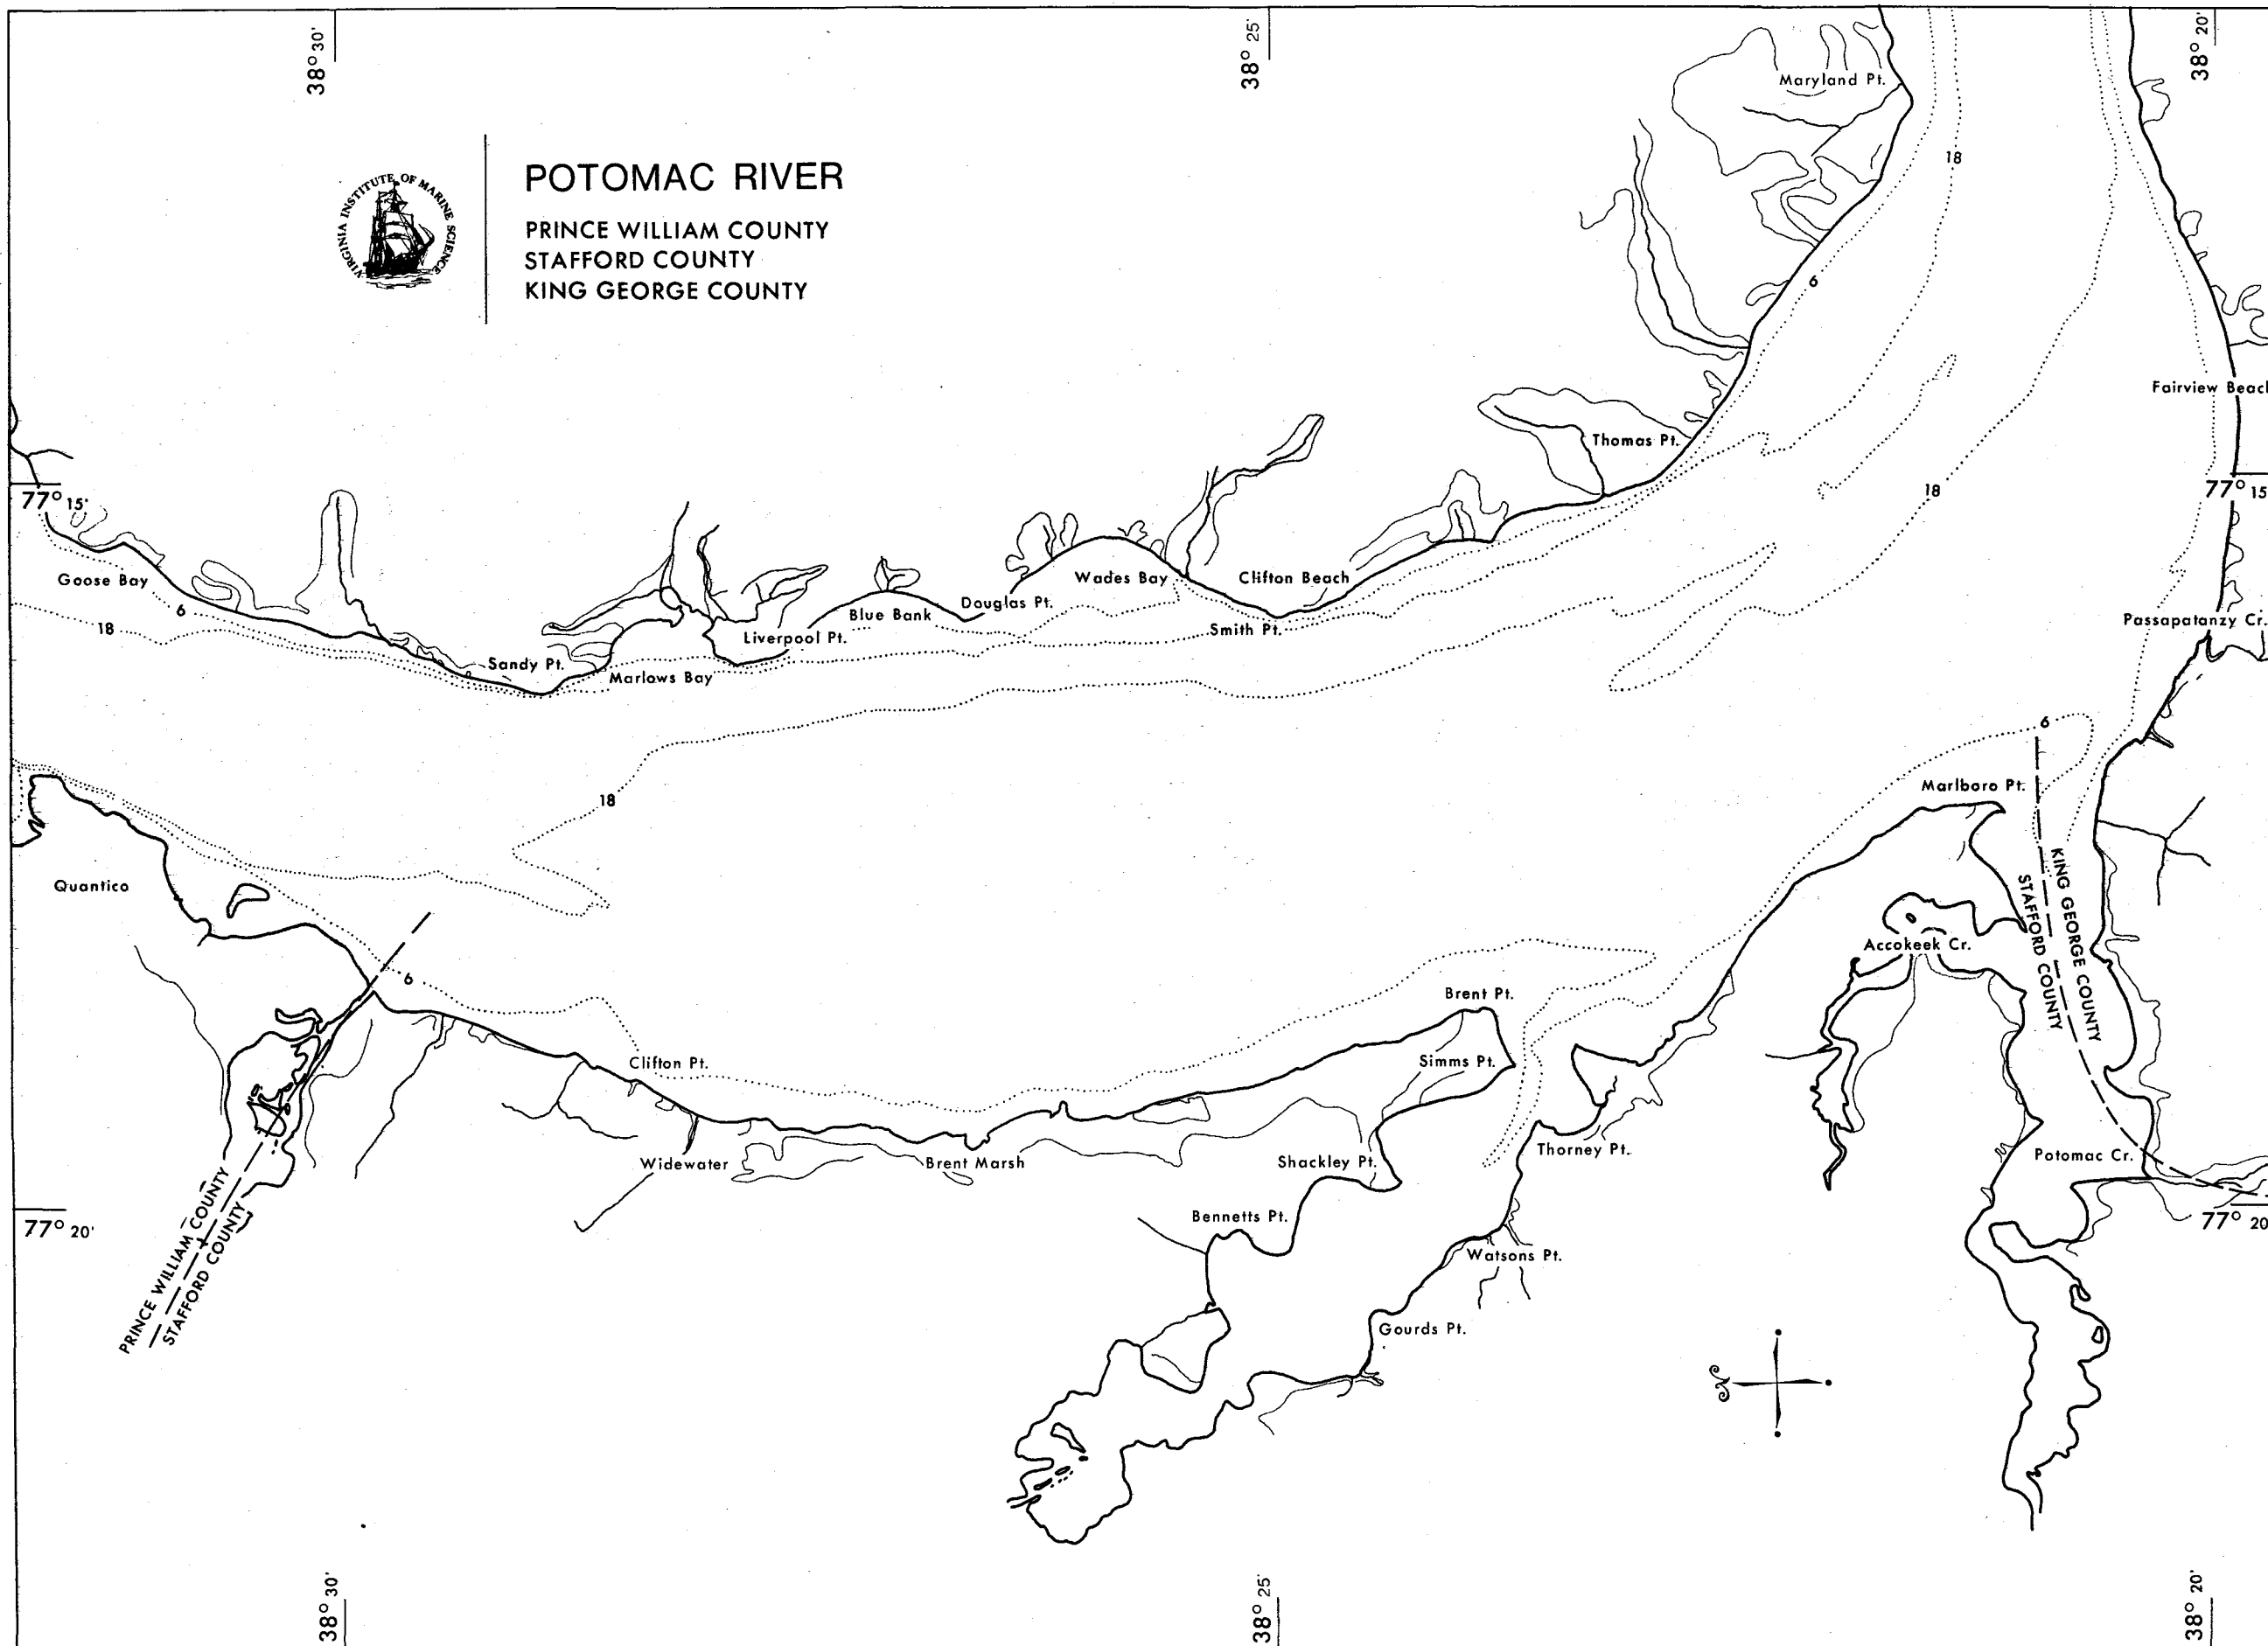 38° 30'
38° 25'
38° 20'
Maryland Pt.
18
VIRGINIA INSTITUTE OF MARINE SCIENCE
POTOMAC RIVER
PRINCE WILLIAM COUNTY
STAFFORD COUNTY
KING GEORGE COUNTY
6
Fairview Beach
Thomas Pt.
77° 15'
18
77° 15
Goose Bay
Wades Bay
Clifton Beach
6
Blue Bank
Douglas Pt.
Passapatanzy Cr.
18
Liverpool Pt.
Smith Pt.
Sandy Pt.
Marlows Bay
6
Marlboro Pt.
18
Quantico
KING GEORGE COUNTY
STAFFORD COUNTY
Accokeek Cr.
6
Brent Pt.
Clifton Pt.
Simms Pt.
Thorney Pt.
Potomac Cr.
Widewater
Brent Marsh
Shackley Pt.
77° 20'
Bennetts Pt.
77° 20
PRINCE WILLIAM COUNTY
STAFFORD COUNTY
Watsons Pt.
Gourds Pt.
N
38° 30'
38° 25'
38° 20'